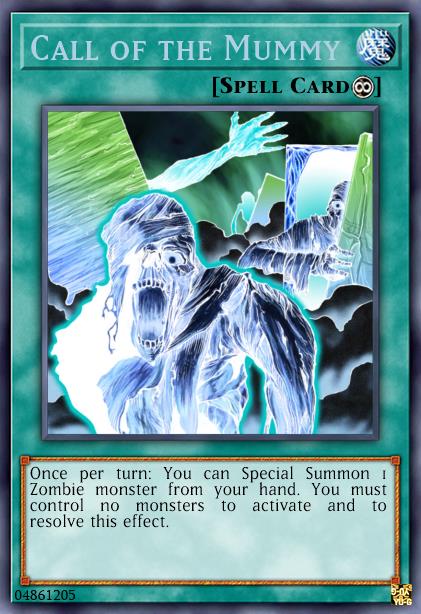 Call of the Mummy 魔
[Spell Card]
Once per turn: You can Special Summon 1
Zombie monster from your hand. You must
control no monsters to activate and to
resolve this effect.
04861205